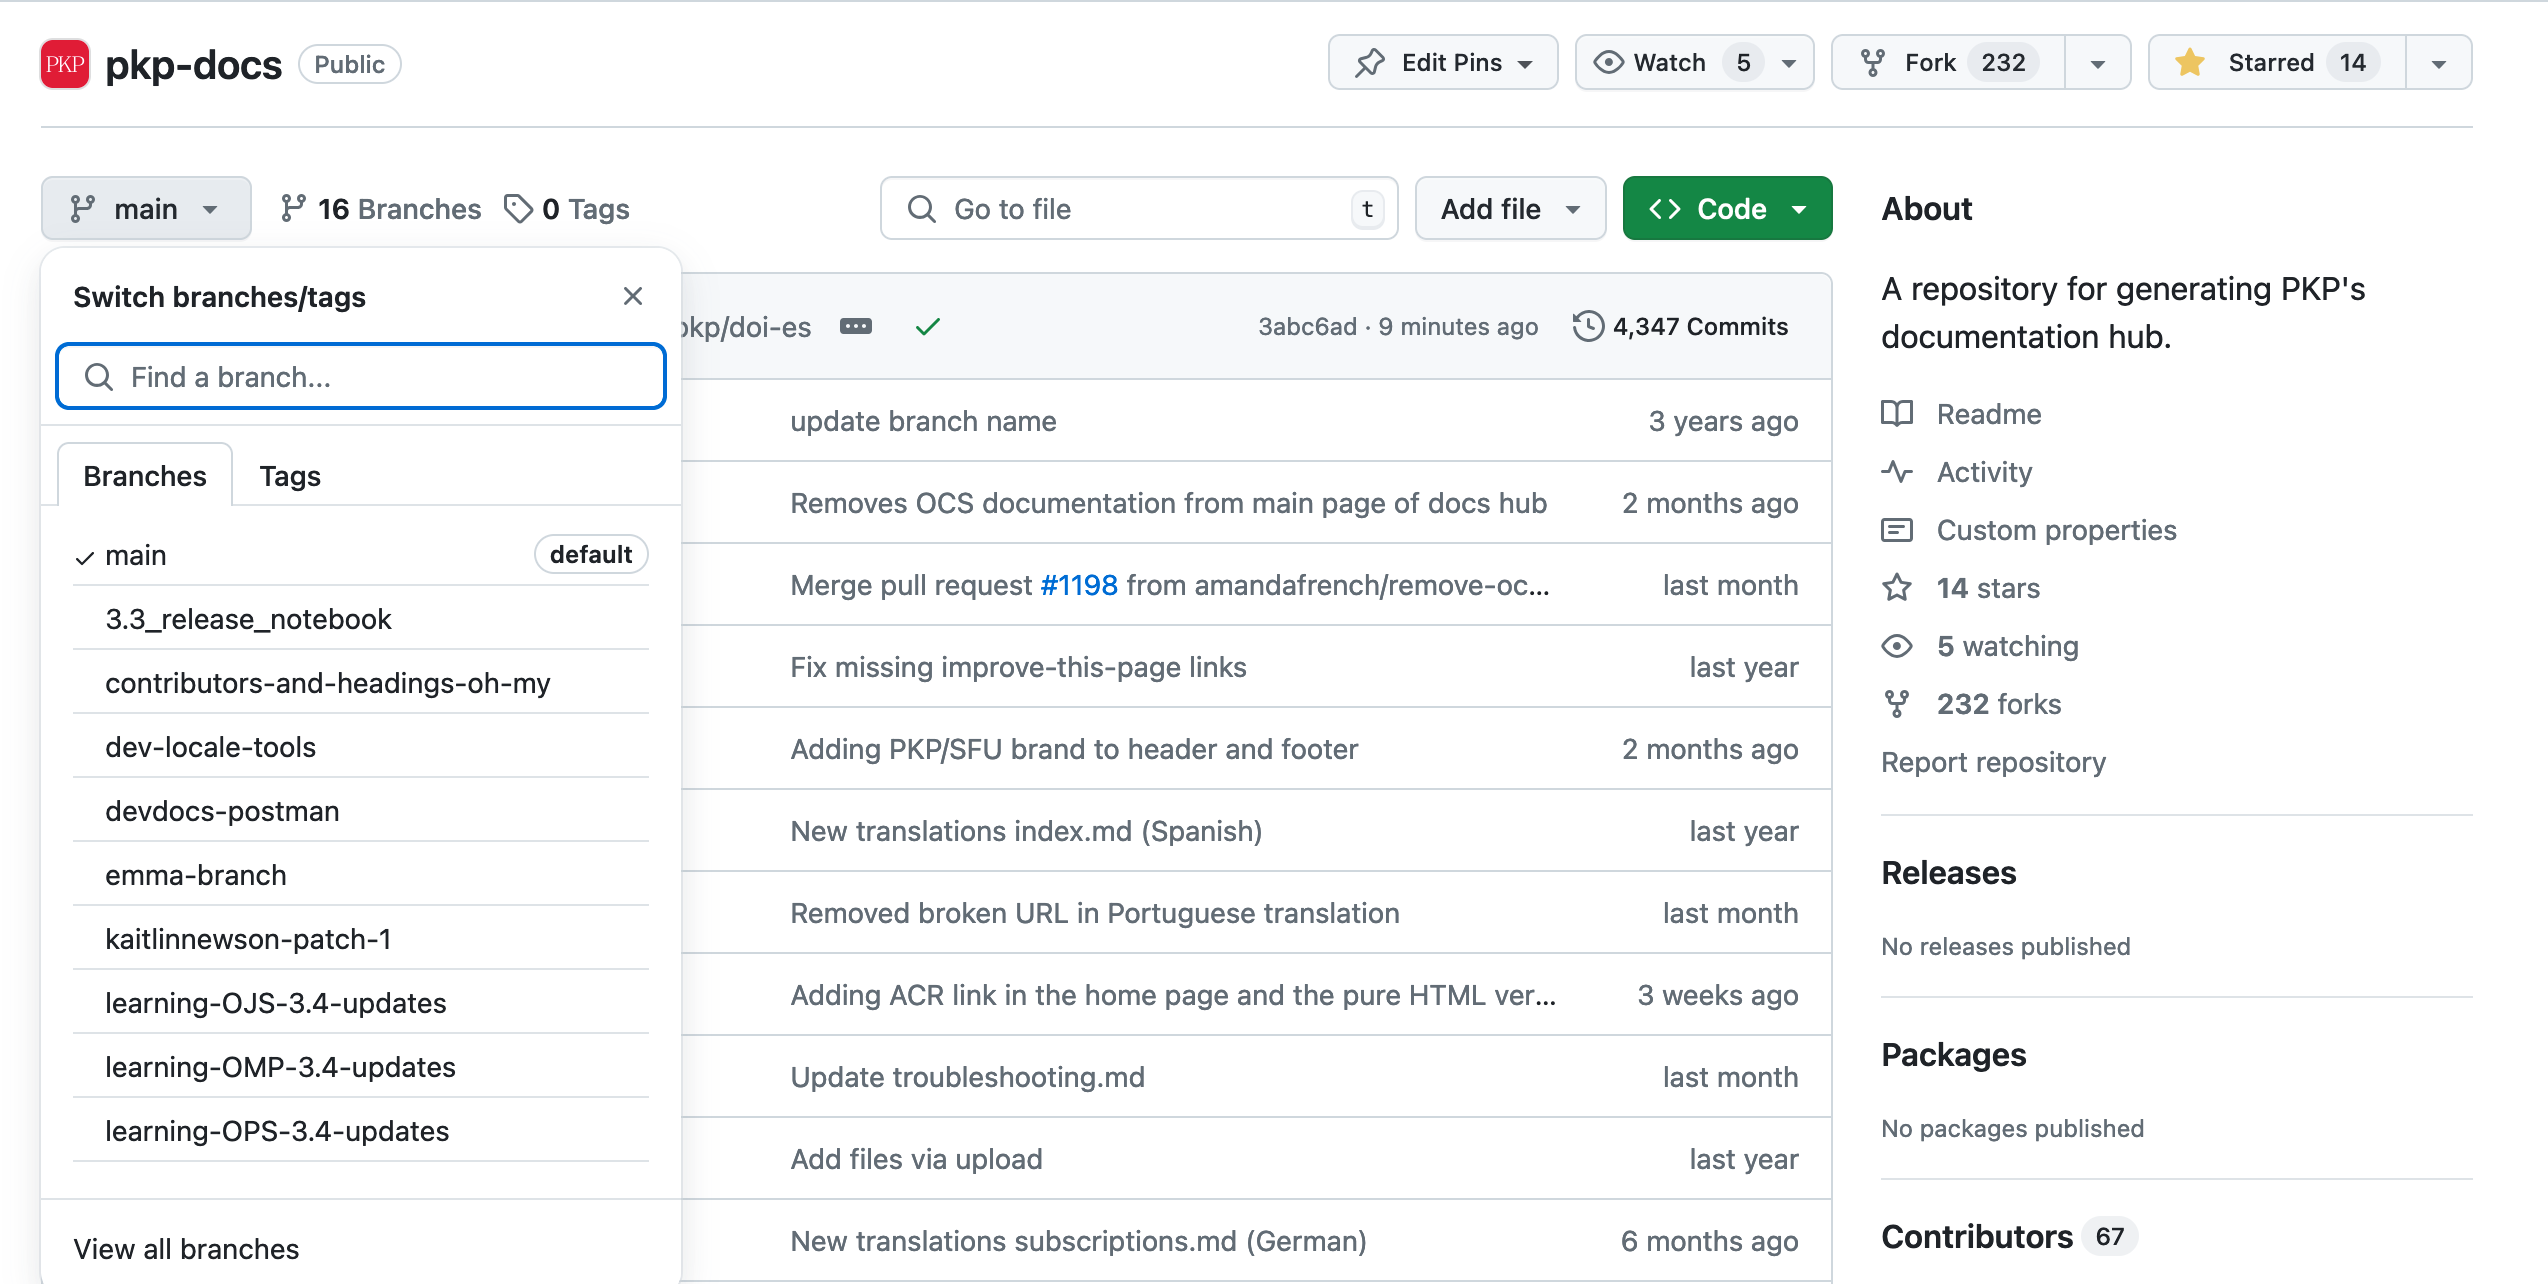 PKP pkp-docs Public Edit Pins Watch 5 Fork 232 Starred 14
main 16 Branches 0 Tags Go to file t Add file Code
Switch branches/tags
Find a branch...
Branches Tags
main default
3.3_release_notebook
contributors-and-headings-oh-my
dev-locale-tools
devdocs-postman
emma-branch
kaitlinnewson-patch-1
learning-OJS-3.4-updates
learning-OMP-3.4-updates
learning-OPS-3.4-updates
View all branches
pkp/doi-es 3abc6ad · 9 minutes ago 4,347 Commits
update branch name 3 years ago
Removes OCS documentation from main page of docs hub 2 months ago
Merge pull request #1198 from amandafrench/remove-oc... last month
Fix missing improve-this-page links last year
Adding PKP/SFU brand to header and footer 2 months ago
New translations index.md (Spanish) last year
Removed broken URL in Portuguese translation last month
Adding ACR link in the home page and the pure HTML ver... 3 weeks ago
Update troubleshooting.md last month
Add files via upload last year
New translations subscriptions.md (German) 6 months ago
About
A repository for generating PKP's
documentation hub.
Readme
Activity
Custom properties
14 stars
5 watching
232 forks
Report repository
Releases
No releases published
Packages
No packages published
Contributors 67